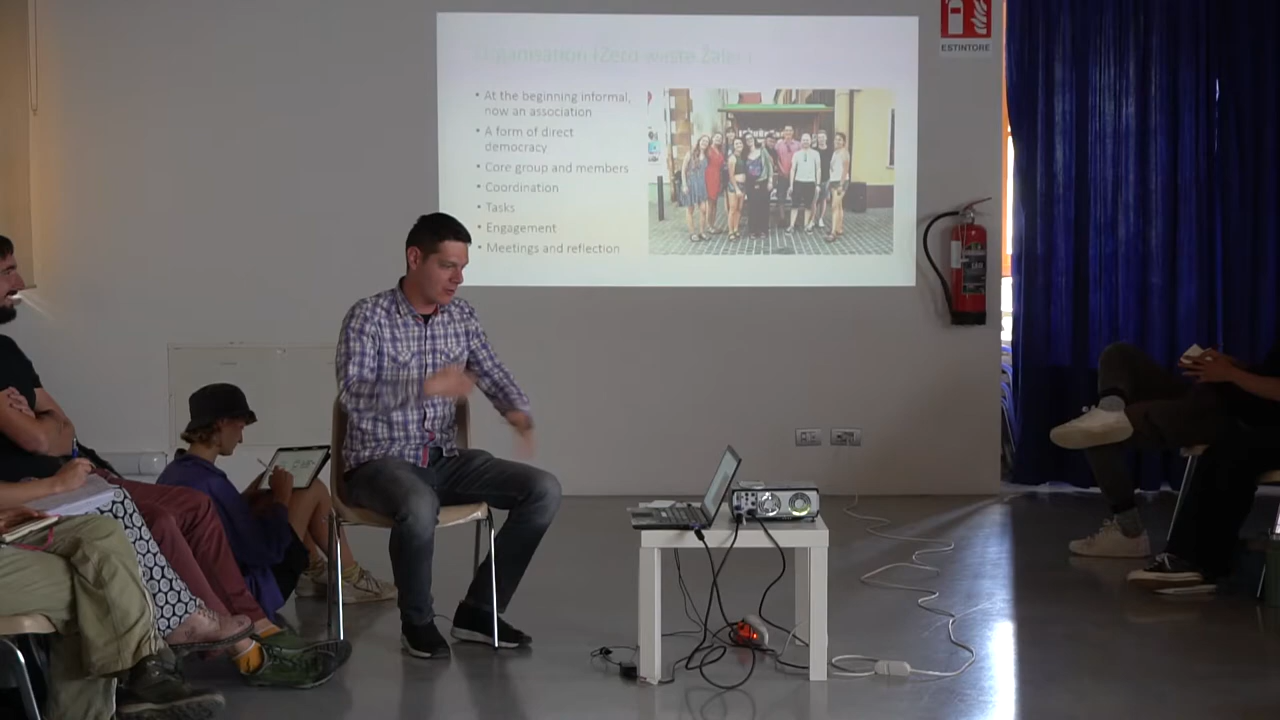 Organisation (Zero waste Žalec)
• At the beginning informal,
now an association
• A form of direct
democracy
• Core group and members
• Coordination
• Tasks
• Engagement
• Meetings and reflection
ESTINTORE